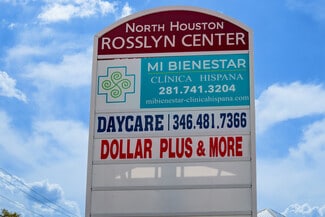 North Houston
ROSSLYN CENTER
MI BIENESTAR
CLÍNICA HISPANA
281.741.3204
mibienestar-clinicahispana.com
DAYCARE | 346.481.7366
DOLLAR PLUS & MORE